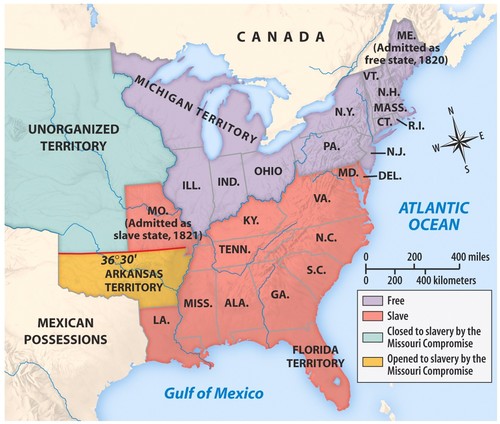 CANADA
ME.
(Admitted as
free state, 1820)
VT.
N.H.
MASS.
CT.
R.I.
N.Y.
MICHIGAN TERRITORY
UNORGANIZED
TERRITORY
PA.
N.J.
OHIO
IND.
ILL.
MD.
DEL.
N
E
S
W
MO.
(Admitted as
slave state, 1821)
VA.
KY.
ATLANTIC
OCEAN
36°30'
ARKANSAS
TERRITORY
TENN.
N.C.
S.C.
0 200 400 miles
0 200 400 kilometers
MISS.
ALA.
GA.
LA.
MEXICAN
POSSESSIONS
FLORIDA
TERRITORY
Gulf of Mexico
Free
Slave
Closed to slavery by the
Missouri Compromise
Opened to slavery by the
Missouri Compromise